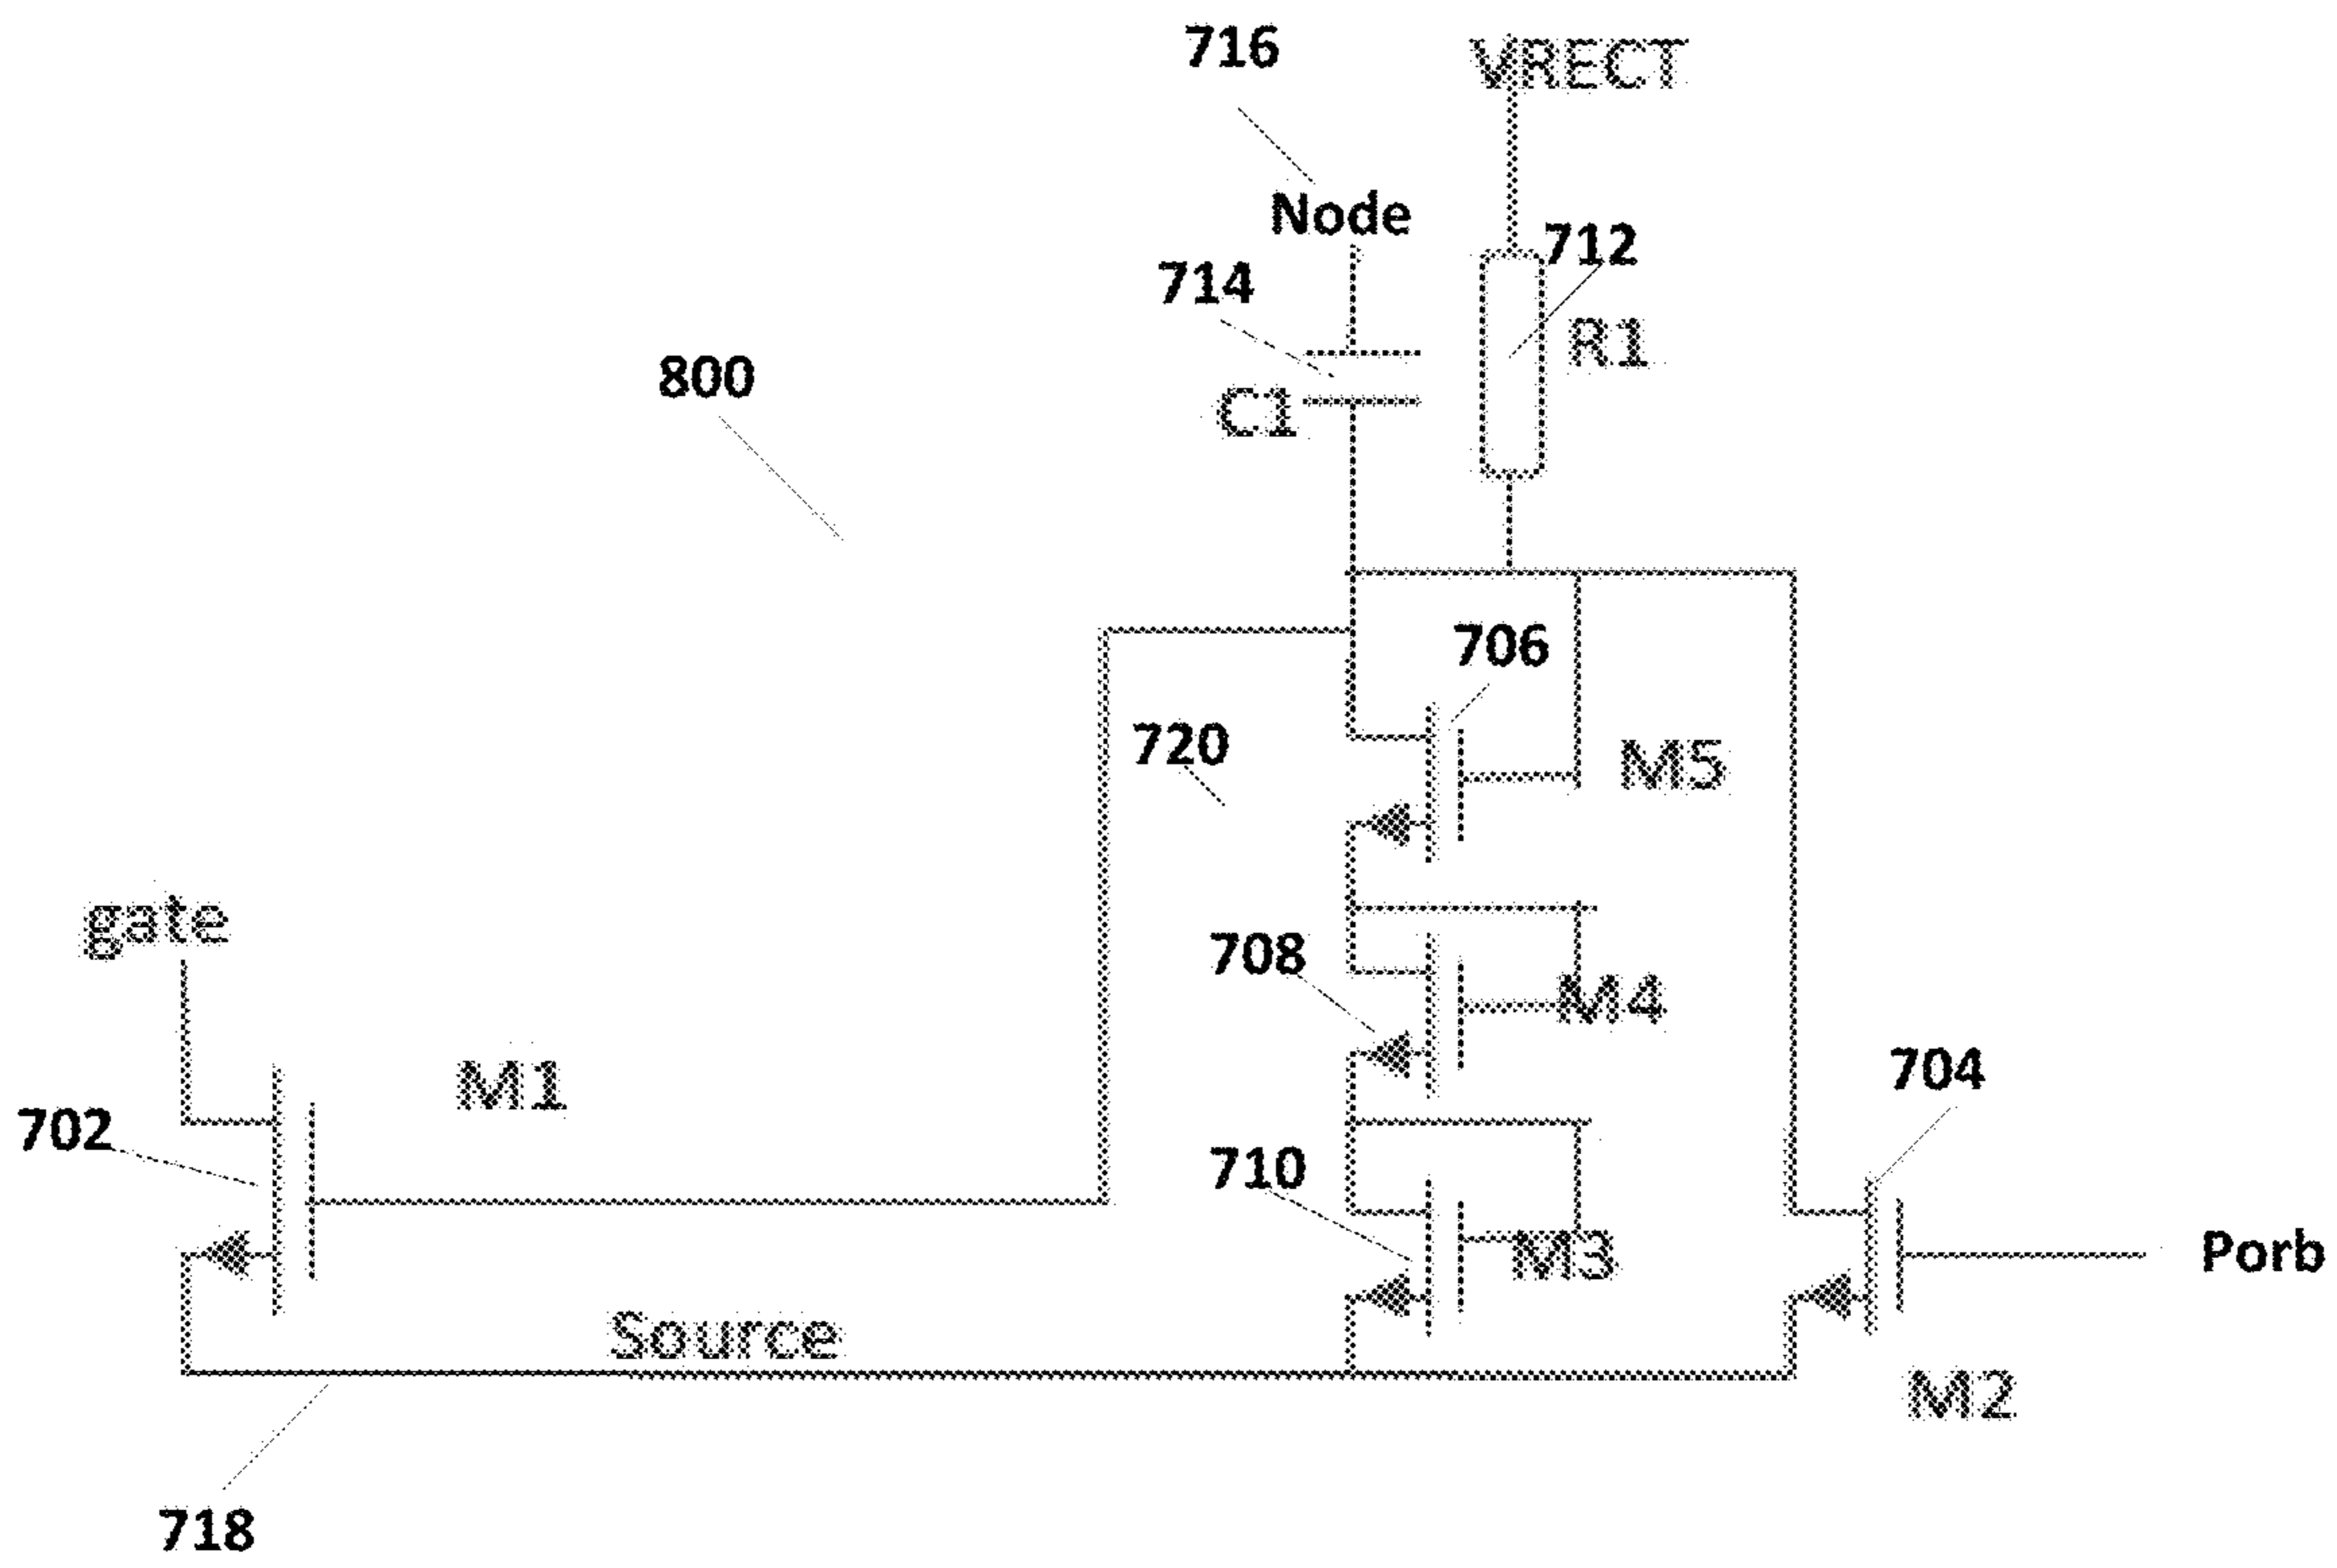 716
VRECT
Node
712
714
R1
800
C1
706
720
M5
gate
708
M4
M1
704
702
710
Porb
M3
Source
M2
718